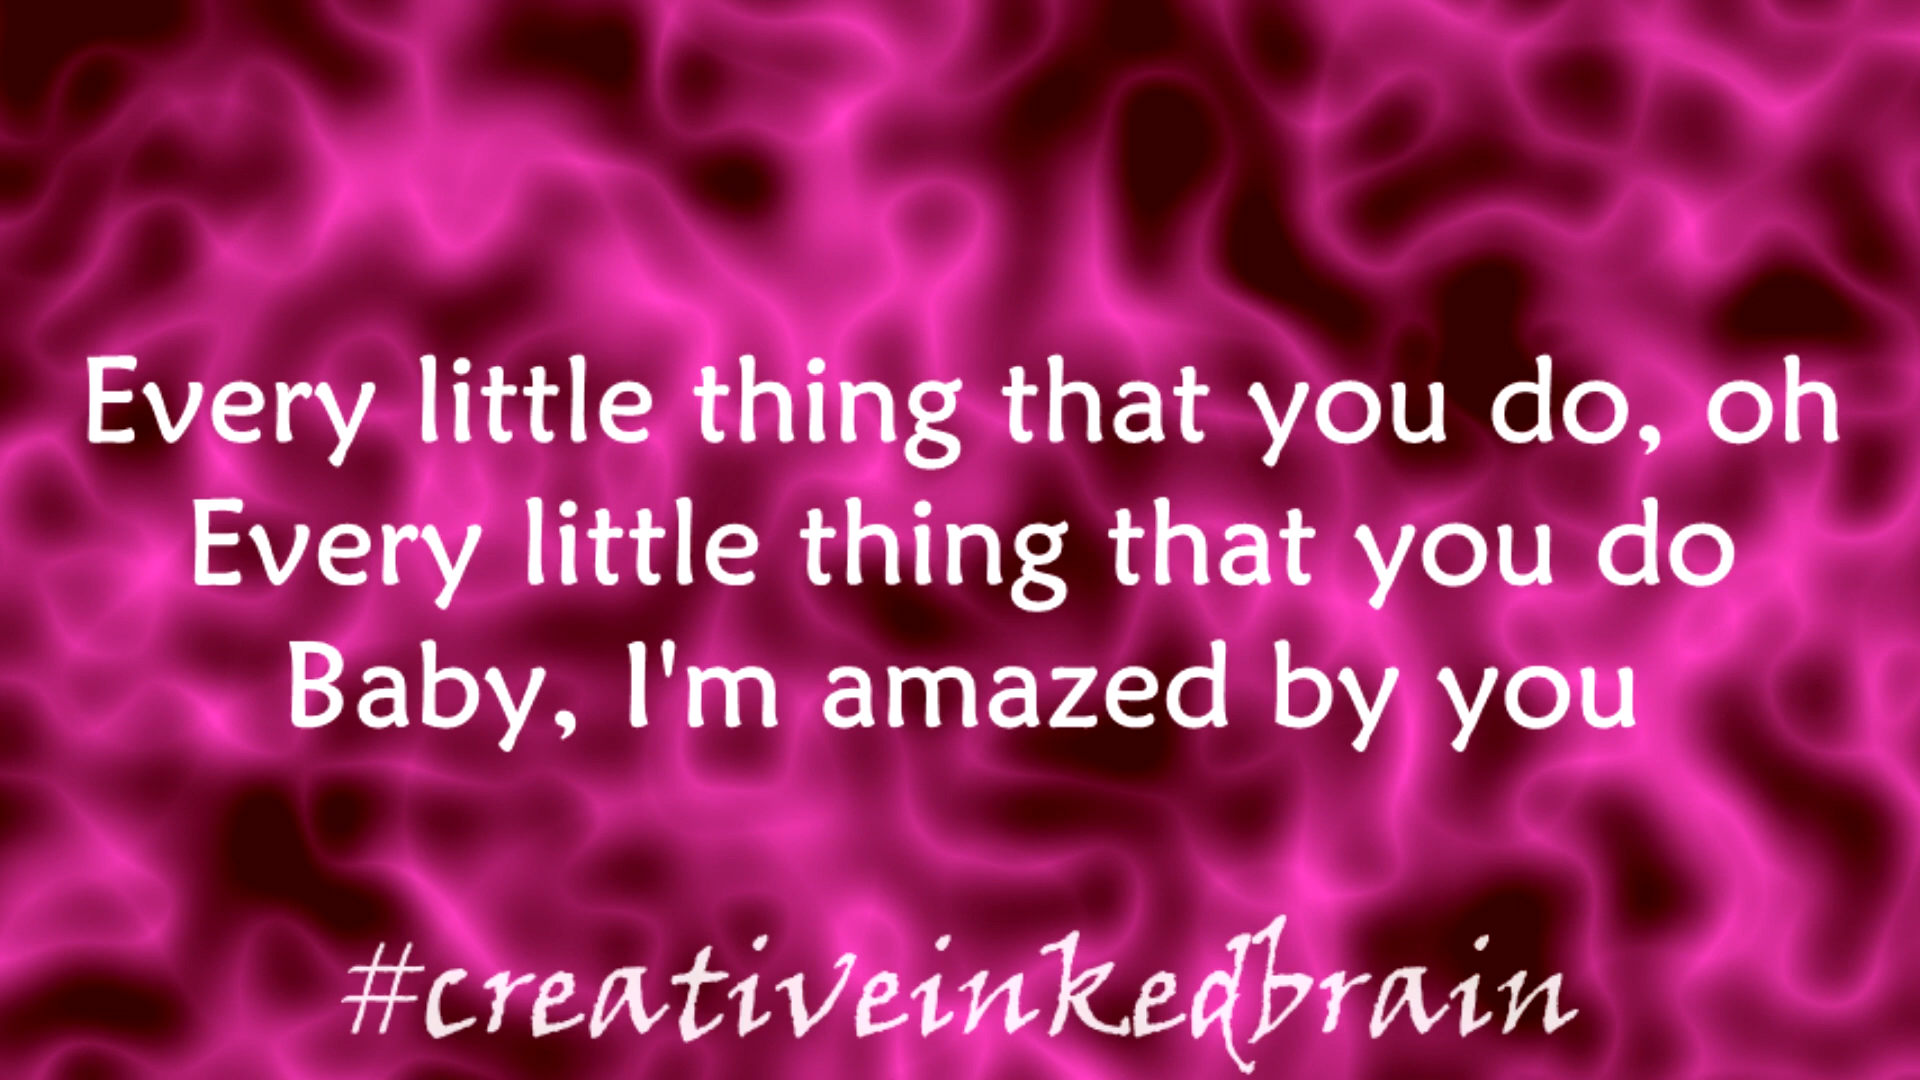 Every little thing that you do, oh
Every little thing that you do
Baby, I'm amazed by you
#creativeinkedbrain